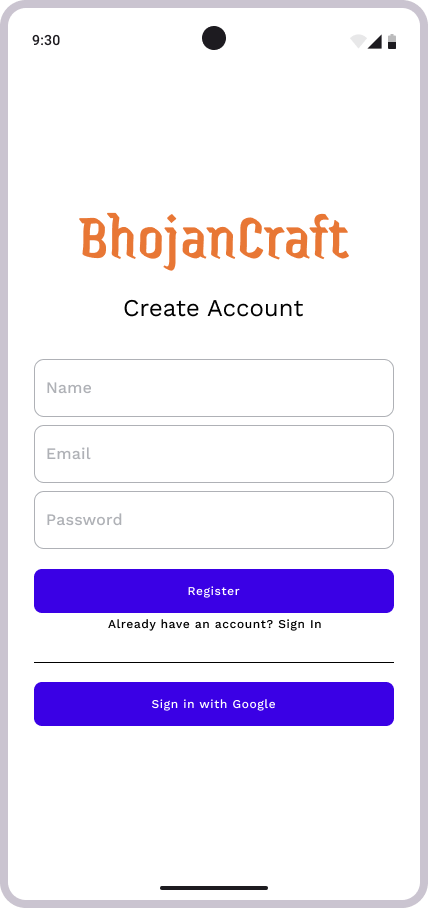 9:30
BhojanCraft
Create Account
Name
Email
Password
Register
Already have an account? Sign In
Sign in with Google